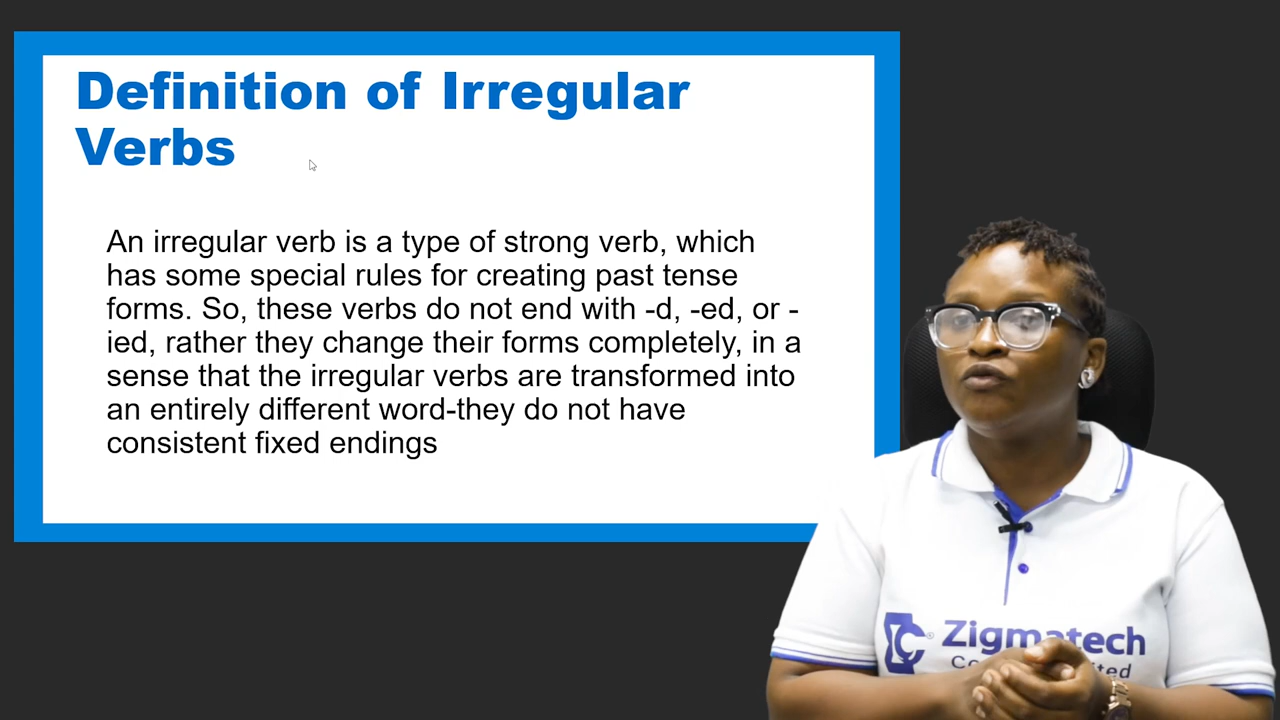 Definition of Irregular
Verbs
An irregular verb is a type of strong verb, which
has some special rules for creating past tense
forms. So, these verbs do not end with -d, -ed, or -
ied, rather they change their forms completely, in a
sense that the irregular verbs are transformed into
an entirely different word-they do not have
consistent fixed endings
Zigmatech